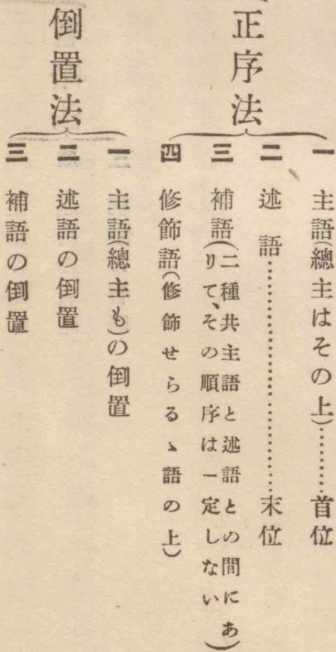 正序法
一 主語(總主はその上)………首位
二 述語……………………末位
三 補語(二種共主語と述語との間にありて、その順序は一定しない)
四 修飾語(修飾せらるゝ語の上)
倒置法
一 主語(總主も)の倒置
二 述語の倒置
三 補語の倒置